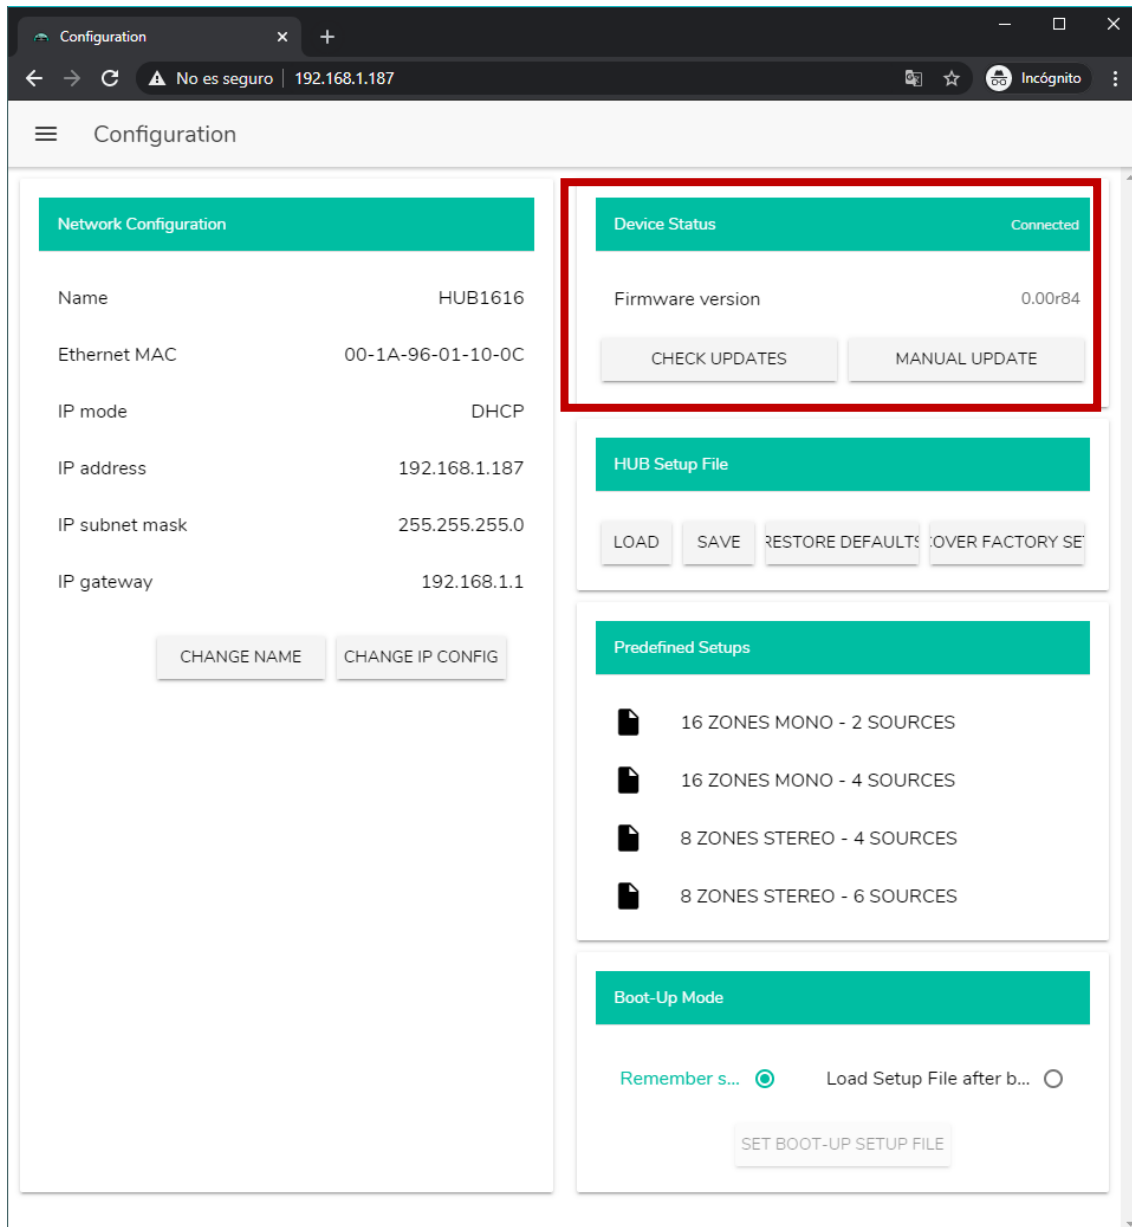 Configuration
No es seguro | 192.168.1.187
Incógnito
Configuration
Network Configuration
Name HUB1616
Ethernet MAC 00-1A-96-01-10-0C
IP mode DHCP
IP address 192.168.1.187
IP subnet mask 255.255.255.0
IP gateway 192.168.1.1
CHANGE NAME CHANGE IP CONFIG
Device Status Connected
Firmware version 0.00r84
CHECK UPDATES MANUAL UPDATE
HUB Setup File
LOAD SAVE RESTORE DEFAULTS OVER FACTORY SE
Predefined Setups
16 ZONES MONO - 2 SOURCES
16 ZONES MONO - 4 SOURCES
8 ZONES STEREO - 4 SOURCES
8 ZONES STEREO - 6 SOURCES
Boot-Up Mode
Remember s... Load Setup File after b...
SET BOOT-UP SETUP FILE